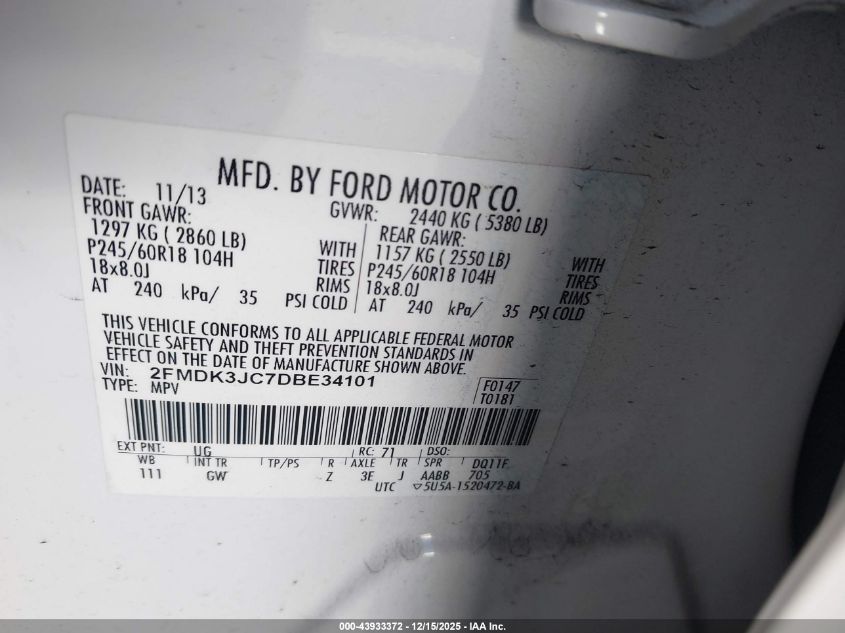 MFD. BY FORD MOTOR CO.
DATE: 11/13
GVWR: 2440 KG ( 5380 LB)
FRONT GAWR:
1297 KG ( 2860 LB)
P245/60R18 104H
18x8.0J
WITH
TIRES
RIMS
AT 240 kPa/ 35 PSI COLD
REAR GAWR:
1157 KG ( 2550 LB)
P245/60R18 104H
18x8.0J
WITH
TIRES
RIMS
AT 240 kPa/ 35 PSI COLD
THIS VEHICLE CONFORMS TO ALL APPLICABLE FEDERAL MOTOR
VEHICLE SAFETY AND THEFT PREVENTION STANDARDS IN
EFFECT ON THE DATE OF MANUFACTURE SHOWN ABOVE.
VIN: 2FMDK3JC7DBE34101
TYPE: MPV
F0147
T0181
EXT PNT: UG RC: 71 DSO:
WB INT TR TP/PS R AXLE TR SPR DQ11F
111 GW Z 3E J AABB 705
UTC ▽5U5A-1520472-BA
000-43933372 - 12/15/2025 - IAA Inc.